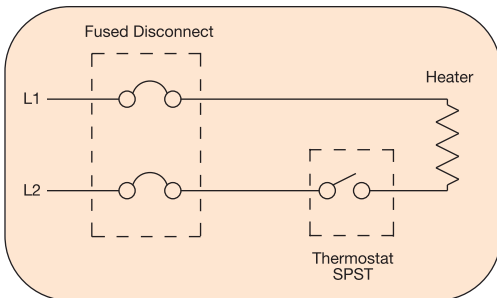 Fused Disconnect
Heater
L1
L2
Thermostat
SPST